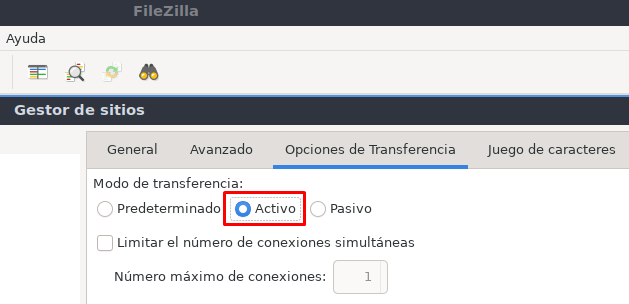 FileZilla
Ayuda
Gestor de sitios
General Avanzado Opciones de Transferencia Juego de caracteres
Modo de transferencia:
Predeterminado Activo Pasivo
Limitar el número de conexiones simultáneas
Número máximo de conexiones: 1